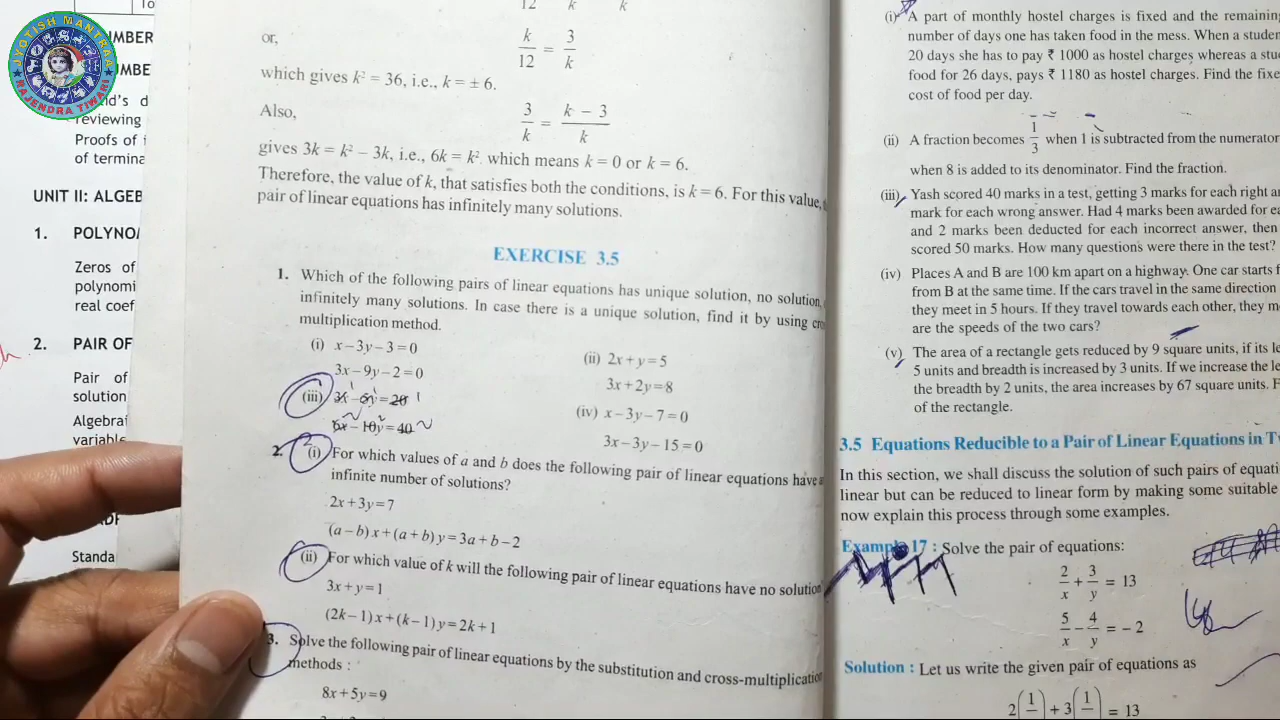 JYOTISH MANTRAA
RAJENDRA TIWARI
To
UMBER
UMBE
id's d
reviewing
Proofs of i
of termina
UNIT II: ALGEB
1. POLYNO
Zeros of
polynomi
real coef
2. PAIR OF
Pair of
solution
Algebrai
variable
Standa
12 k k
or,
k/12 = 3/k
which gives k² = 36, i.e., k = ± 6.
Also,
3/k = k − 3/k
gives 3k = k² − 3k, i.e., 6k = k², which means k = 0 or k = 6.
Therefore, the value of k, that satisfies both the conditions, is k = 6. For this value,
pair of linear equations has infinitely many solutions.
EXERCISE 3.5
1. Which of the following pairs of linear equations has unique solution, no solution,
infinitely many solutions. In case there is a unique solution, find it by using cro
multiplication method.
(i) x − 3y − 3 = 0 (ii) 2x + y = 5
3x − 9y − 2 = 0 3x + 2y = 8
(iii) 3x − 5y = 20 (iv) x − 3y − 7 = 0
6x − 10y = 40 3x − 3y − 15 = 0
2. (i) For which values of a and b does the following pair of linear equations have a
infinite number of solutions?
2x + 3y = 7
(a − b) x + (a + b) y = 3a + b − 2
(ii) For which value of k will the following pair of linear equations have no solution
3x + y = 1
(2k − 1) x + (k − 1) y = 2k + 1
3. Solve the following pair of linear equations by the substitution and cross-multiplication
methods :
8x + 5y = 9
(i) A part of monthly hostel charges is fixed and the remainin
number of days one has taken food in the mess. When a studen
20 days she has to pay ₹ 1000 as hostel charges whereas a stu
food for 26 days, pays ₹ 1180 as hostel charges. Find the fixe
cost of food per day.
(ii) A fraction becomes 1/3 when 1 is subtracted from the numerator
when 8 is added to its denominator. Find the fraction.
(iii) Yash scored 40 marks in a test, getting 3 marks for each right an
mark for each wrong answer. Had 4 marks been awarded for ea
and 2 marks been deducted for each incorrect answer, then
scored 50 marks. How many questions were there in the test?
(iv) Places A and B are 100 km apart on a highway. One car starts f
from B at the same time. If the cars travel in the same direction
they meet in 5 hours. If they travel towards each other, they m
are the speeds of the two cars?
(v) The area of a rectangle gets reduced by 9 square units, if its le
5 units and breadth is increased by 3 units. If we increase the le
the breadth by 2 units, the area increases by 67 square units. F
of the rectangle.
3.5 Equations Reducible to a Pair of Linear Equations in T
In this section, we shall discuss the solution of such pairs of equati
linear but can be reduced to linear form by making some suitable
now explain this process through some examples.
Example 17 : Solve the pair of equations:
2/x + 3/y = 13
5/x − 4/y = − 2
Solution : Let us write the given pair of equations as
2(1/x) + 3(1/ ) = 13